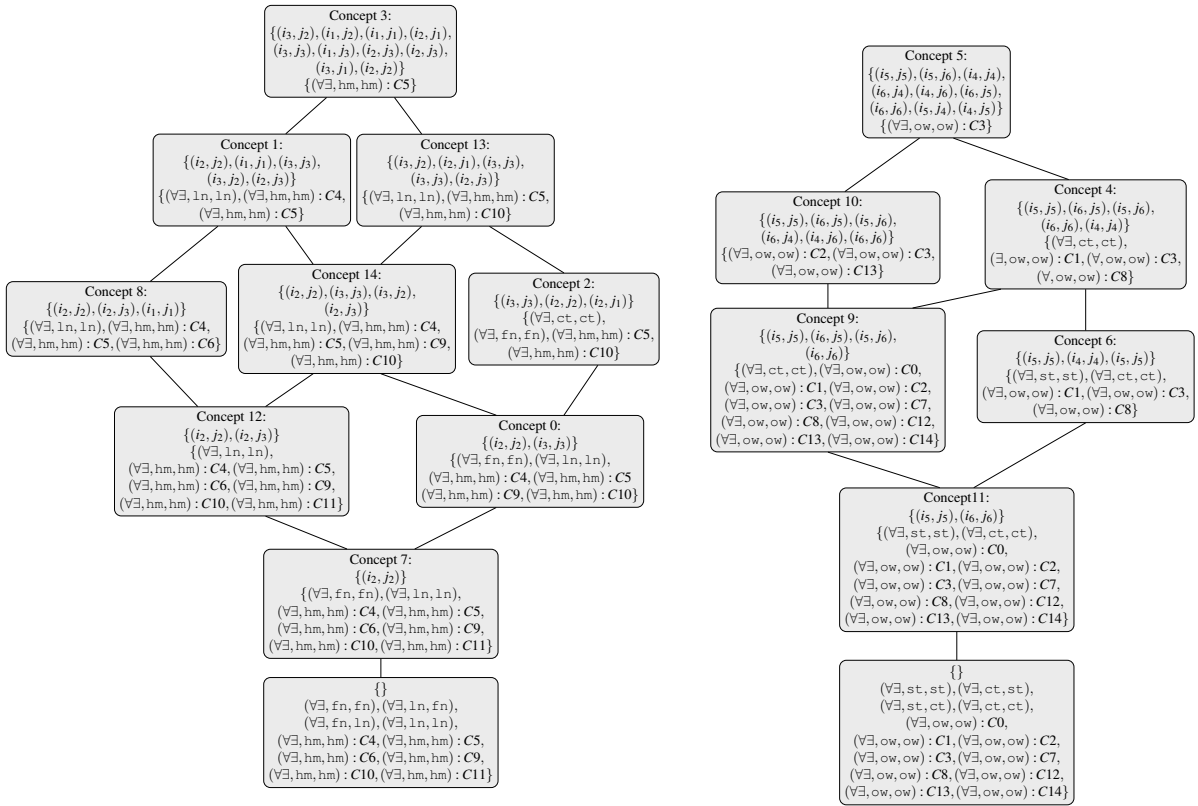 Concept 3:
{(i₃, j₂),(i₁, j₂),(i₁, j₁),(i₂, j₁),
(i₃, j₃),(i₁, j₃),(i₂, j₃),(i₂, j₃),
(i₃, j₁),(i₂, j₂)}
{(∀∃,hm,hm) : C5}
Concept 1:
{(i₂, j₂),(i₁, j₁),(i₃, j₃),
(i₃, j₂),(i₂, j₃)}
{(∀∃,ln,ln),(∀∃,hm,hm) : C4,
(∀∃,hm,hm) : C5}
Concept 13:
{(i₃, j₂),(i₂, j₁),(i₃, j₃),
(i₃, j₃),(i₂, j₃)}
{(∀∃,ln,ln),(∀∃,hm,hm) : C5,
(∀∃,hm,hm) : C10}
Concept 8:
{(i₂, j₂),(i₂, j₃),(i₁, j₁)}
{(∀∃,ln,ln),(∀∃,hm,hm) : C4,
(∀∃,hm,hm) : C5,(∀∃,hm,hm) : C6}
Concept 14:
{(i₂, j₂),(i₃, j₃),(i₃, j₂),
(i₂, j₃)}
{(∀∃,ln,ln),(∀∃,hm,hm) : C4,
(∀∃,hm,hm) : C5,(∀∃,hm,hm) : C9,
(∀∃,hm,hm) : C10}
Concept 2:
{(i₃, j₃),(i₂, j₂),(i₂, j₁)}
{(∀∃,ct,ct),
(∀∃,fn,fn),(∀∃,hm,hm) : C5,
(∀∃,hm,hm) : C10}
Concept 12:
{(i₂, j₂),(i₂, j₃)}
{(∀∃,ln,ln),
(∀∃,hm,hm) : C4,(∀∃,hm,hm) : C5,
(∀∃,hm,hm) : C6,(∀∃,hm,hm) : C9,
(∀∃,hm,hm) : C10,(∀∃,hm,hm) : C11}
Concept 0:
{(i₂, j₂),(i₃, j₃)}
{(∀∃,fn,fn),(∀∃,ln,ln),
(∀∃,hm,hm) : C4,(∀∃,hm,hm) : C5
(∀∃,hm,hm) : C9,(∀∃,hm,hm) : C10}
Concept 7:
{(i₂, j₂)}
{(∀∃,fn,fn),(∀∃,ln,ln),
(∀∃,hm,hm) : C4,(∀∃,hm,hm) : C5,
(∀∃,hm,hm) : C6,(∀∃,hm,hm) : C9,
(∀∃,hm,hm) : C10,(∀∃,hm,hm) : C11}
{}
(∀∃,fn,fn),(∀∃,ln,fn),
(∀∃,fn,ln),(∀∃,ln,ln),
(∀∃,hm,hm) : C4,(∀∃,hm,hm) : C5,
(∀∃,hm,hm) : C6,(∀∃,hm,hm) : C9,
(∀∃,hm,hm) : C10,(∀∃,hm,hm) : C11}
Concept 5:
{(i₅, j₅),(i₅, j₆),(i₄, j₄),
(i₆, j₄),(i₄, j₆),(i₆, j₅),
(i₆, j₆),(i₅, j₄),(i₄, j₅)}
{(∀∃,ow,ow) : C3}
Concept 10:
{(i₅, j₅),(i₆, j₅),(i₅, j₆),
(i₆, j₄),(i₄, j₆),(i₆, j₆)}
{(∀∃,ow,ow) : C2,(∀∃,ow,ow) : C3,
(∀∃,ow,ow) : C13}
Concept 4:
{(i₅, j₅),(i₆, j₅),(i₅, j₆),
(i₆, j₆),(i₄, j₄)}
{(∀∃,ct,ct),
(∃,ow,ow) : C1,(∀,ow,ow) : C3,
(∀,ow,ow) : C8}
Concept 9:
{(i₅, j₅),(i₆, j₅),(i₅, j₆),
(i₆, j₆)}
{(∀∃,ct,ct),(∀∃,ow,ow) : C0,
(∀∃,ow,ow) : C1,(∀∃,ow,ow) : C2,
(∀∃,ow,ow) : C3,(∀∃,ow,ow) : C7,
(∀∃,ow,ow) : C8,(∀∃,ow,ow) : C12,
(∀∃,ow,ow) : C13,(∀∃,ow,ow) : C14}
Concept 6:
{(i₅, j₅),(i₄, j₄),(i₅, j₅)}
{(∀∃,st,st),(∀∃,ct,ct),
(∀∃,ow,ow) : C1,(∀∃,ow,ow) : C3,
(∀∃,ow,ow) : C8}
Concept11:
{(i₅, j₅),(i₆, j₆)}
{(∀∃,st,st),(∀∃,ct,ct),
(∀∃,ow,ow) : C0,
(∀∃,ow,ow) : C1,(∀∃,ow,ow) : C2,
(∀∃,ow,ow) : C3,(∀∃,ow,ow) : C7,
(∀∃,ow,ow) : C8,(∀∃,ow,ow) : C12,
(∀∃,ow,ow) : C13,(∀∃,ow,ow) : C14}
{}
(∀∃,st,st),(∀∃,ct,st),
(∀∃,st,ct),(∀∃,ct,ct),
(∀∃,ow,ow) : C0,
(∀∃,ow,ow) : C1,(∀∃,ow,ow) : C2,
(∀∃,ow,ow) : C3,(∀∃,ow,ow) : C7,
(∀∃,ow,ow) : C8,(∀∃,ow,ow) : C12,
(∀∃,ow,ow) : C13,(∀∃,ow,ow) : C14}